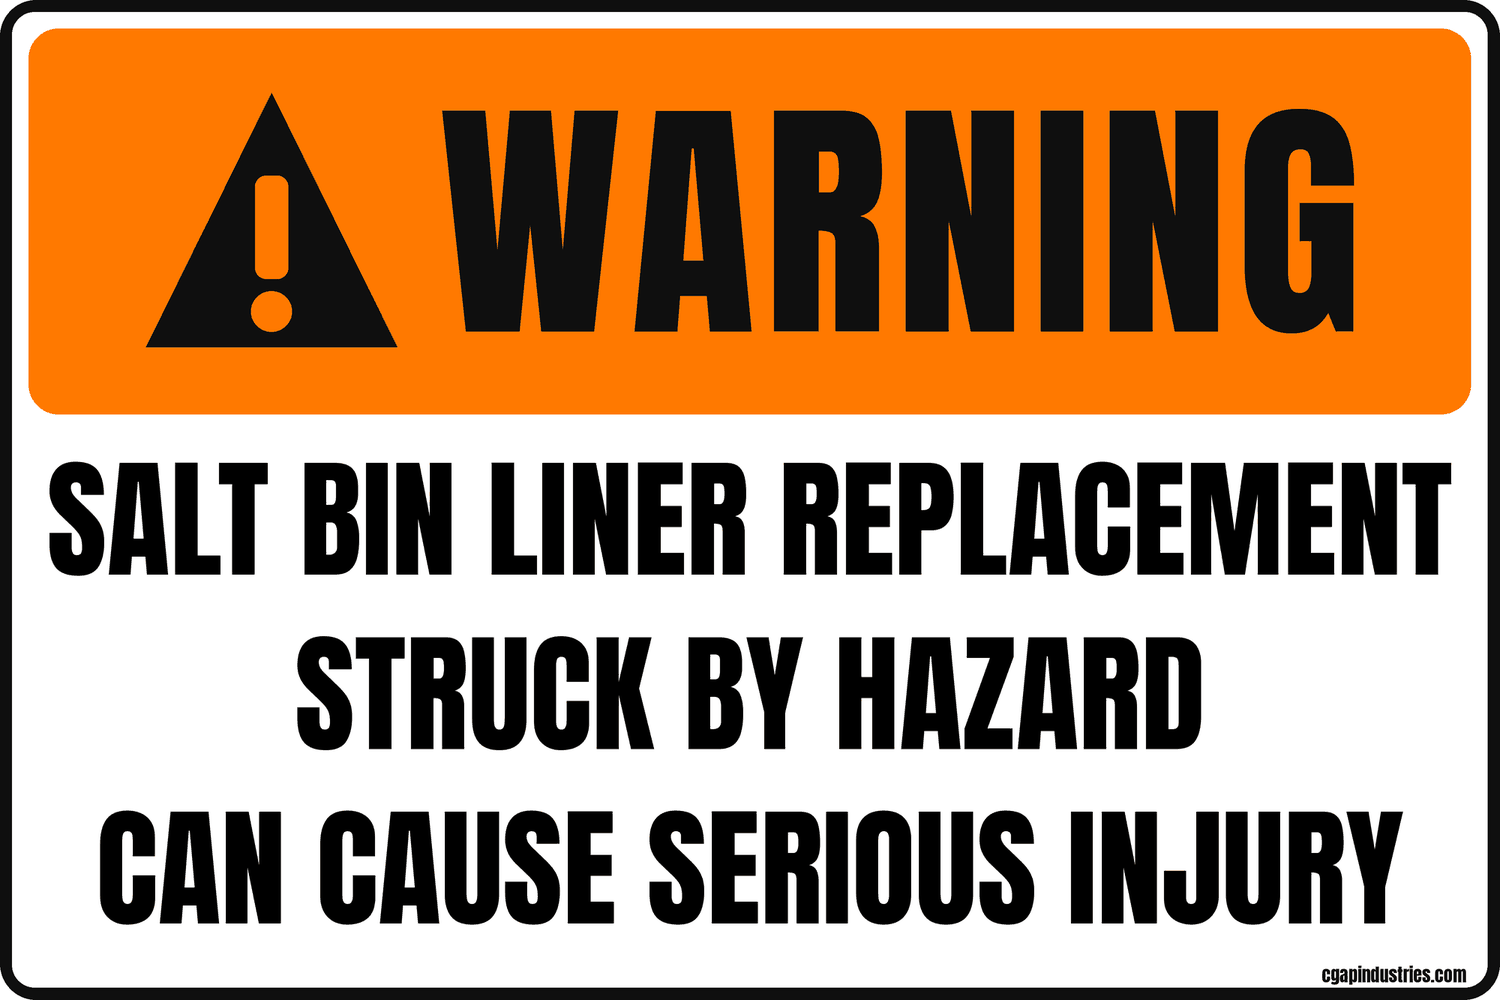 WARNING
SALT BIN LINER REPLACEMENT
STRUCK BY HAZARD
CAN CAUSE SERIOUS INJURY
cgapindustries.com